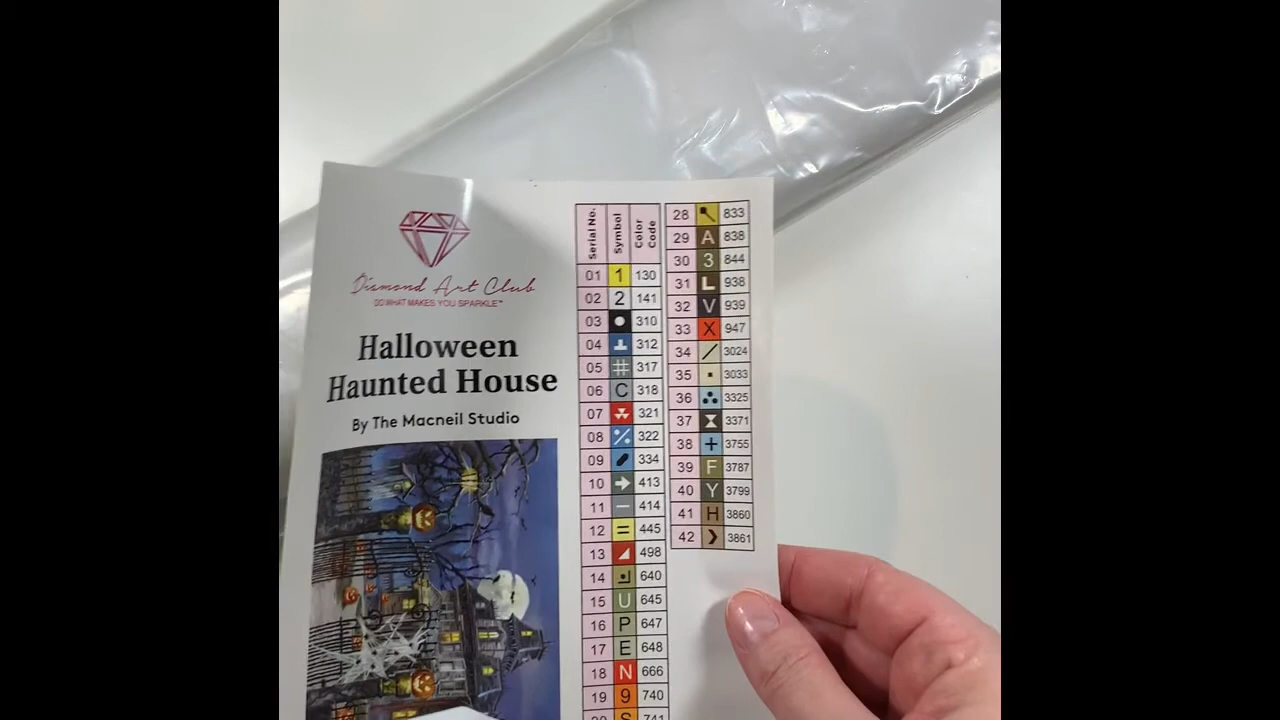 Diamond Art Club
DO WHAT MAKES YOU SPARKLE™
Halloween
Haunted House
By The Macneil Studio
Serial No. Symbol Color Code
01 1 130
02 2 141
03 310
04 312
05 # 317
06 C 318
07 321
08 322
09 334
10 413
11 — 414
12 = 445
13 498
14 640
15 U 645
16 P 647
17 E 648
18 N 666
19 9 740
20 S 741
28 833
29 A 838
30 3 844
31 L 938
32 V 939
33 X 947
34 / 3024
35 3033
36 3325
37 3371
38 + 3755
39 F 3787
40 Y 3799
41 H 3860
42 3861